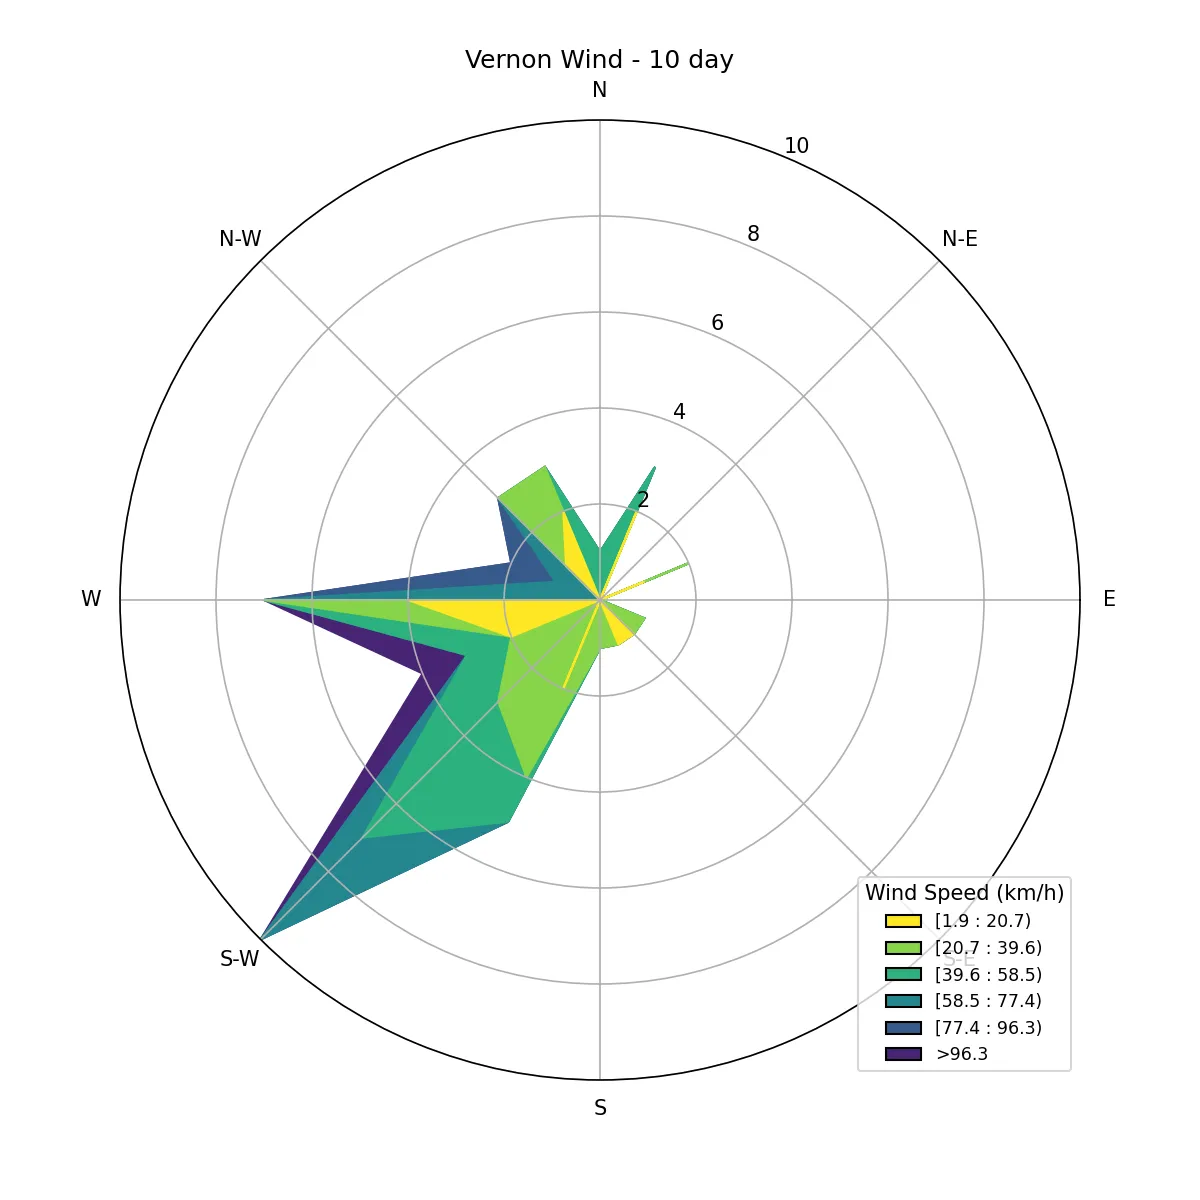 Vernon Wind - 10 day
N
10
N-W
N-E
8
6
4
2
W
E
S-W
S-E
S
Wind Speed (km/h)
[1.9 : 20.7)
[20.7 : 39.6)
[39.6 : 58.5)
[58.5 : 77.4)
[77.4 : 96.3)
>96.3